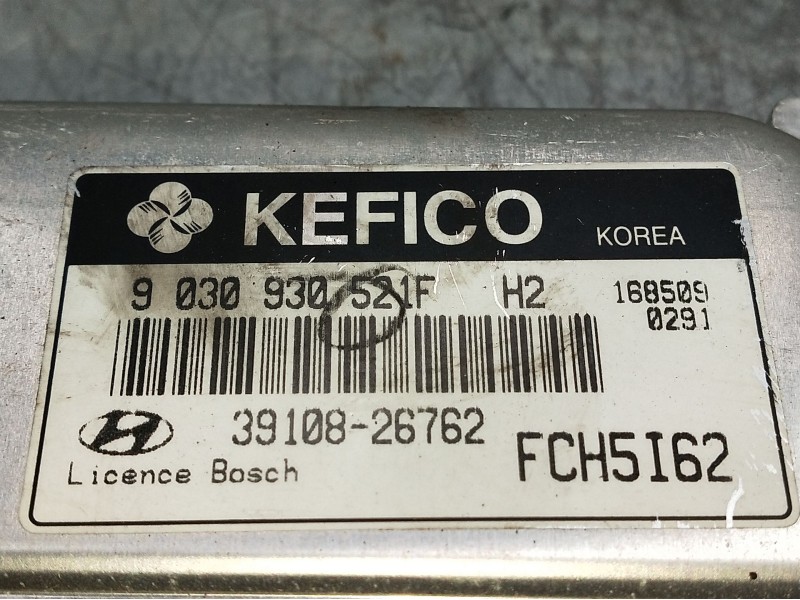 KEFICO KOREA
9 030 930 521F H2 168509
0291
39108-26762
Licence Bosch FCH5I62